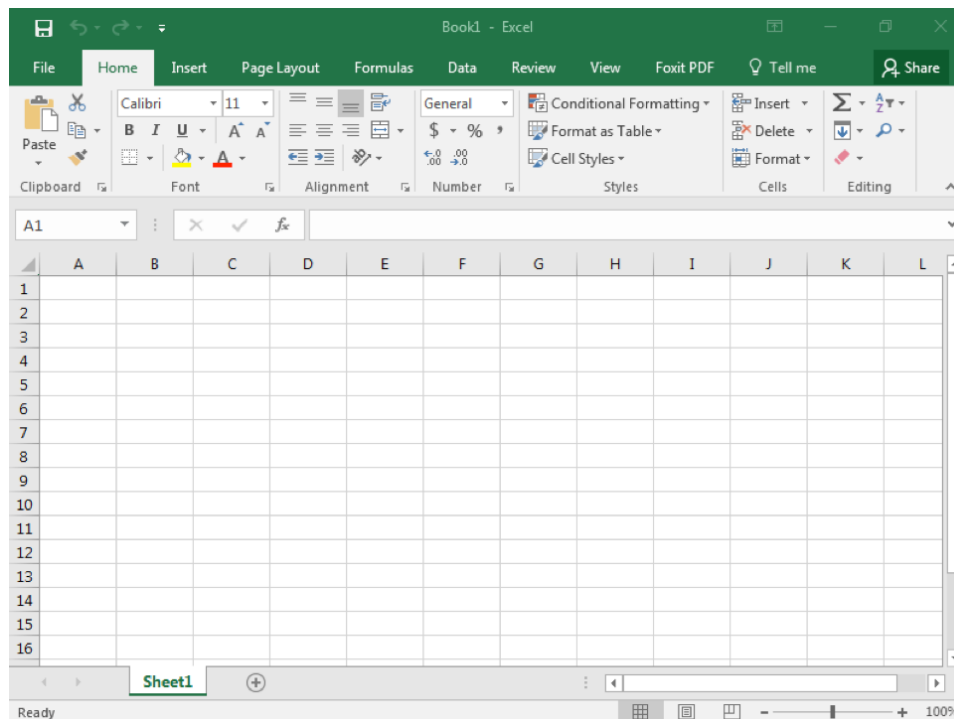 Book1 - Excel
File Home Insert Page Layout Formulas Data Review View Foxit PDF Tell me Share
Calibri 11 General Conditional Formatting Insert
Paste B I U A A $ % , Format as Table Delete
A .00 .0 Cell Styles Format
Clipboard Font Alignment Number Styles Cells Editing
A1 fx
A B C D E F G H I J K L
1
2
3
4
5
6
7
8
9
10
11
12
13
14
15
16
Sheet1
Ready 100%